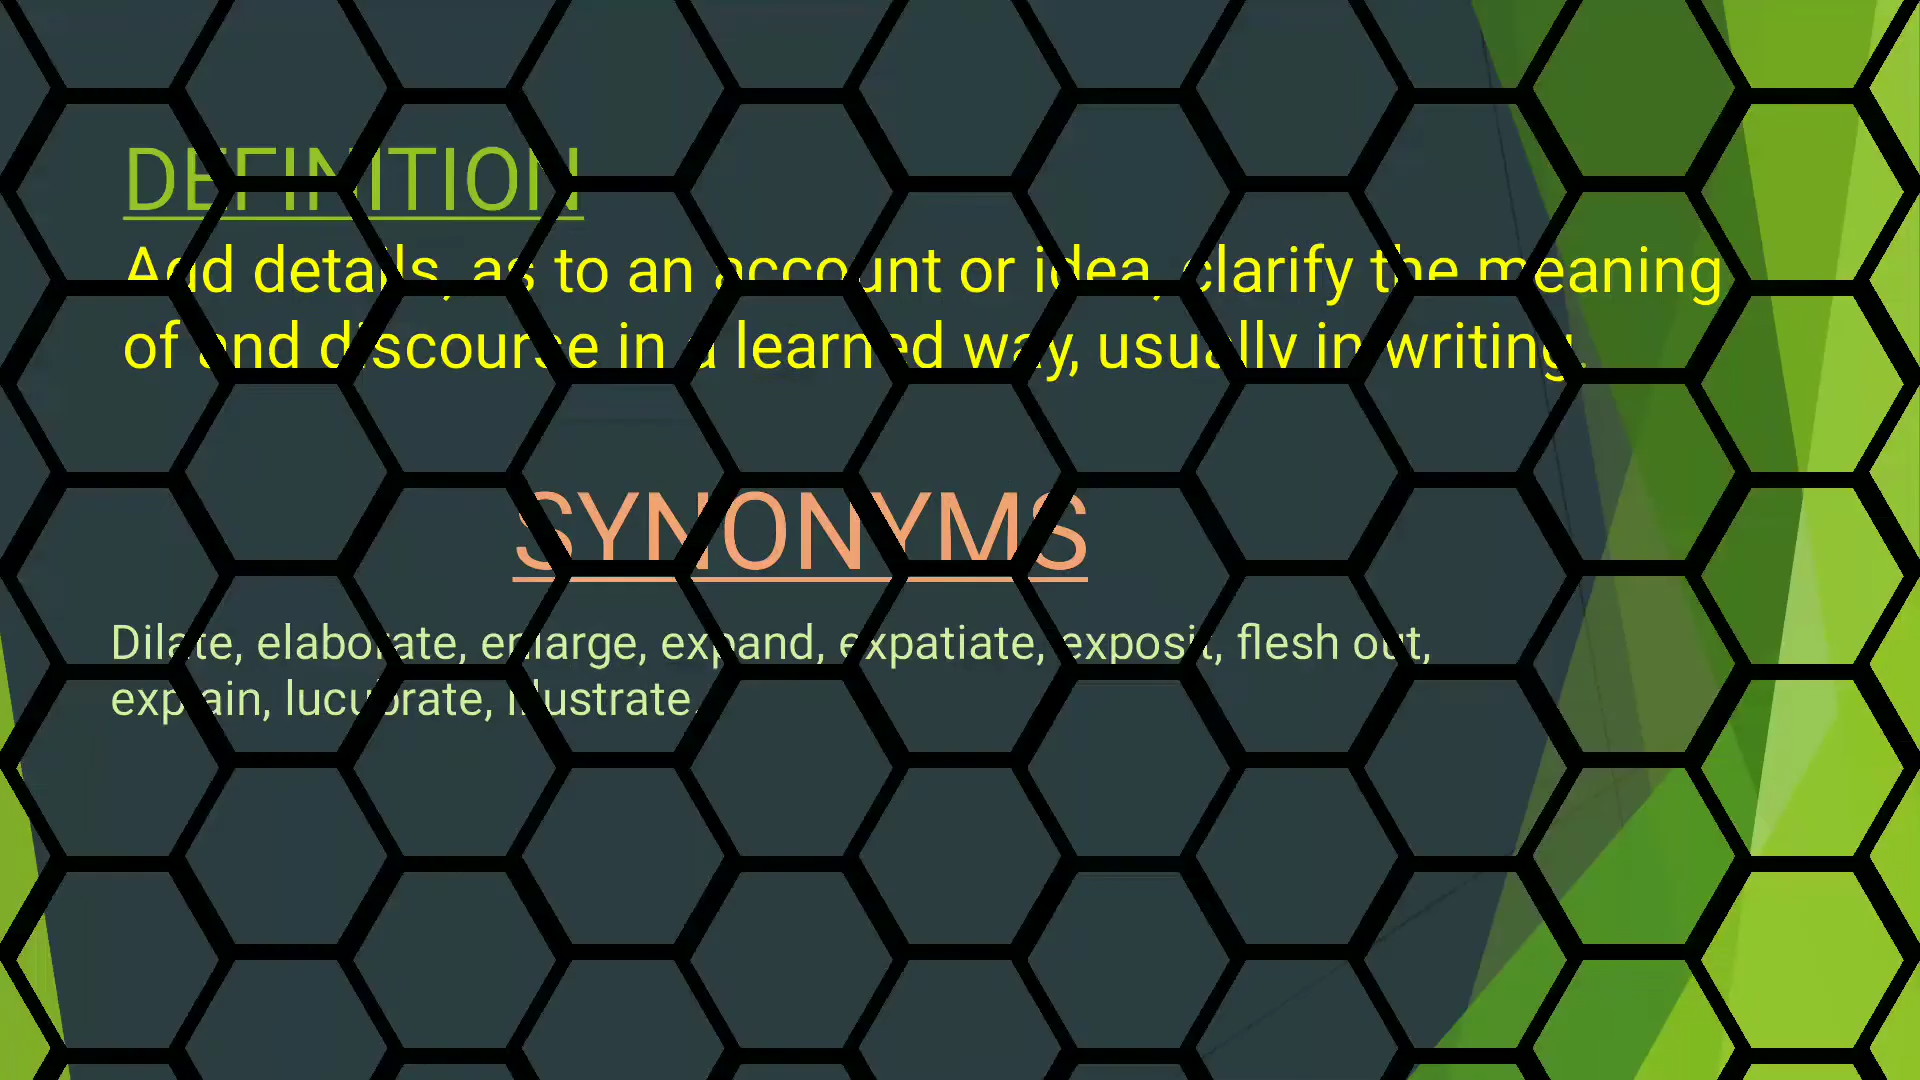 DEFINITION
Add details, as to an account or idea, clarify the meaning
of and discourse in a learned way, usually in writing.
SYNONYMS
Dilate, elaborate, enlarge, expand, expatiate, exposit, flesh out,
explain, lucubrate, illustrate.